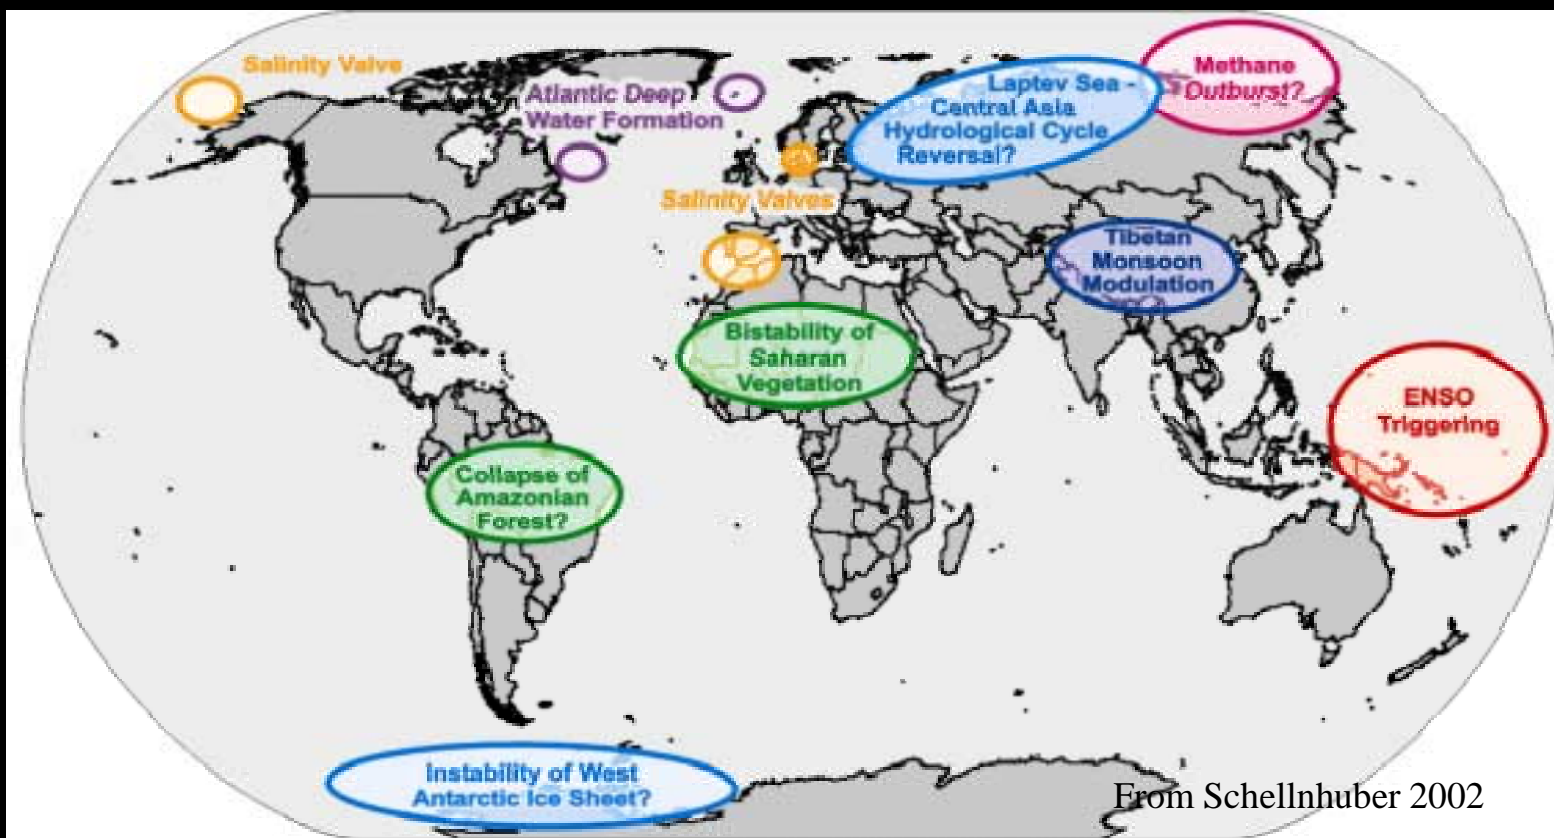 Salinity Valve
Atlantic Deep
Water Formation
Laptev Sea -
Central Asia
Hydrological Cycle
Reversal?
Methane
Outburst?
Salinity Valves
Tibetan
Monsoon
Modulation
Bistability of
Saharan
Vegetation
ENSO
Triggering
Collapse of
Amazonian
Forest?
Instability of West
Antarctic Ice Sheet?
From Schellnhuber 2002